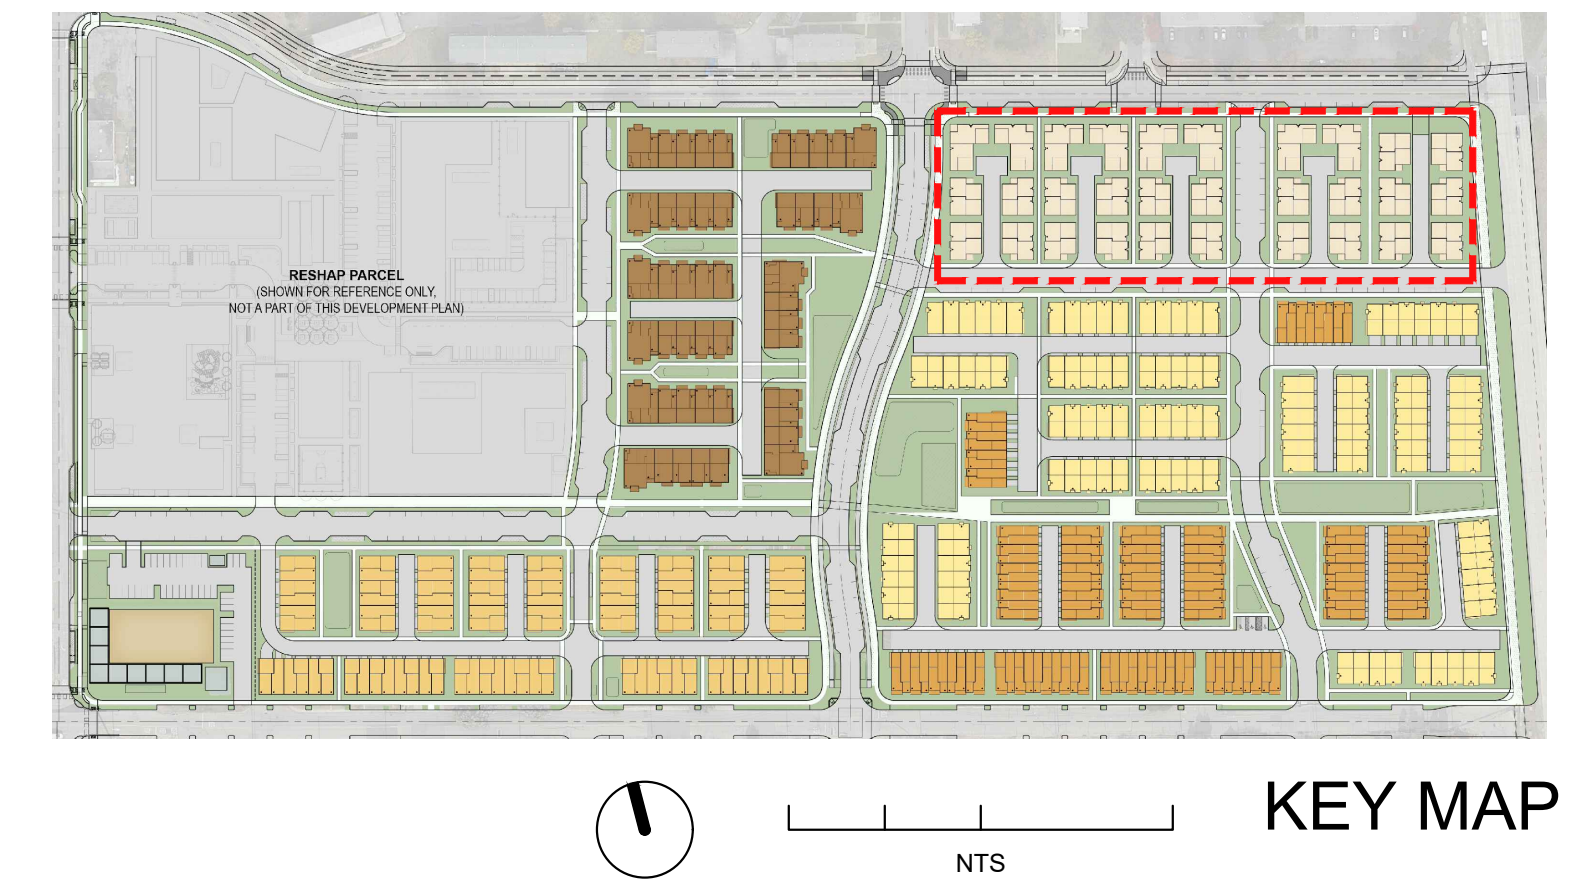 RESHAP PARCEL
(SHOWN FOR REFERENCE ONLY,
NOT A PART OF THIS DEVELOPMENT PLAN)
KEY MAP
NTS